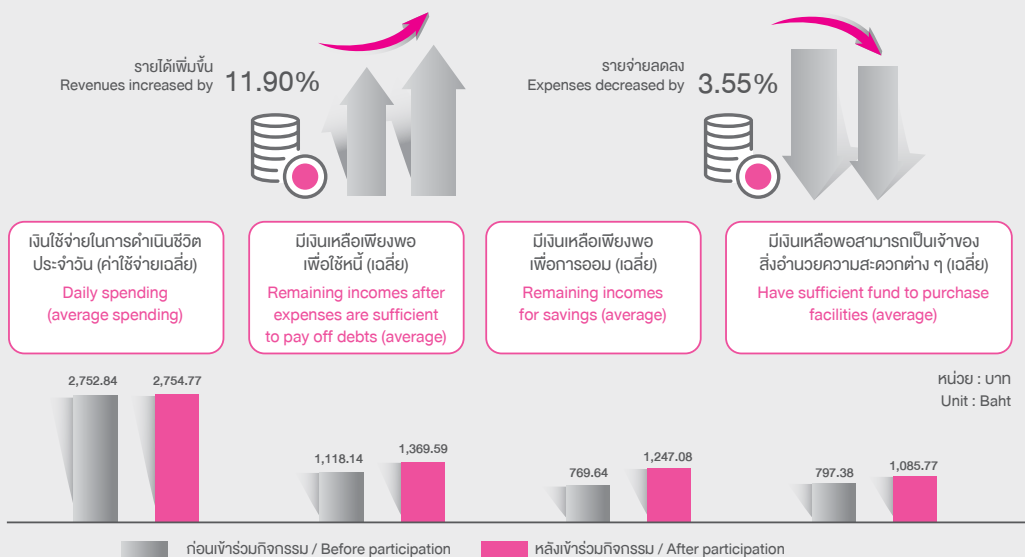 รายได้เพิ่มขึ้น
Revenues increased by 11.90%
รายจ่ายลดลง
Expenses decreased by 3.55%
เงินใช้จ่ายในการดำเนินชีวิต
ประจำวัน (ค่าใช้จ่ายเฉลี่ย)
Daily spending
(average spending)
มีเงินเหลือเพียงพอ
เพื่อใช้หนี้ (เฉลี่ย)
Remaining incomes after
expenses are sufficient
to pay off debts (average)
มีเงินเหลือเพียงพอ
เพื่อการออม (เฉลี่ย)
Remaining incomes
for savings (average)
มีเงินเหลือพอสามารถเป็นเจ้าของ
สิ่งอำนวยความสะดวกต่าง ๆ (เฉลี่ย)
Have sufficient fund to purchase
facilities (average)
หน่วย : บาท
Unit : Baht
2,752.84 2,754.77
1,118.14 1,369.59
769.64 1,247.08
797.38 1,085.77
ก่อนเข้าร่วมกิจกรรม / Before participation
หลังเข้าร่วมกิจกรรม / After participation